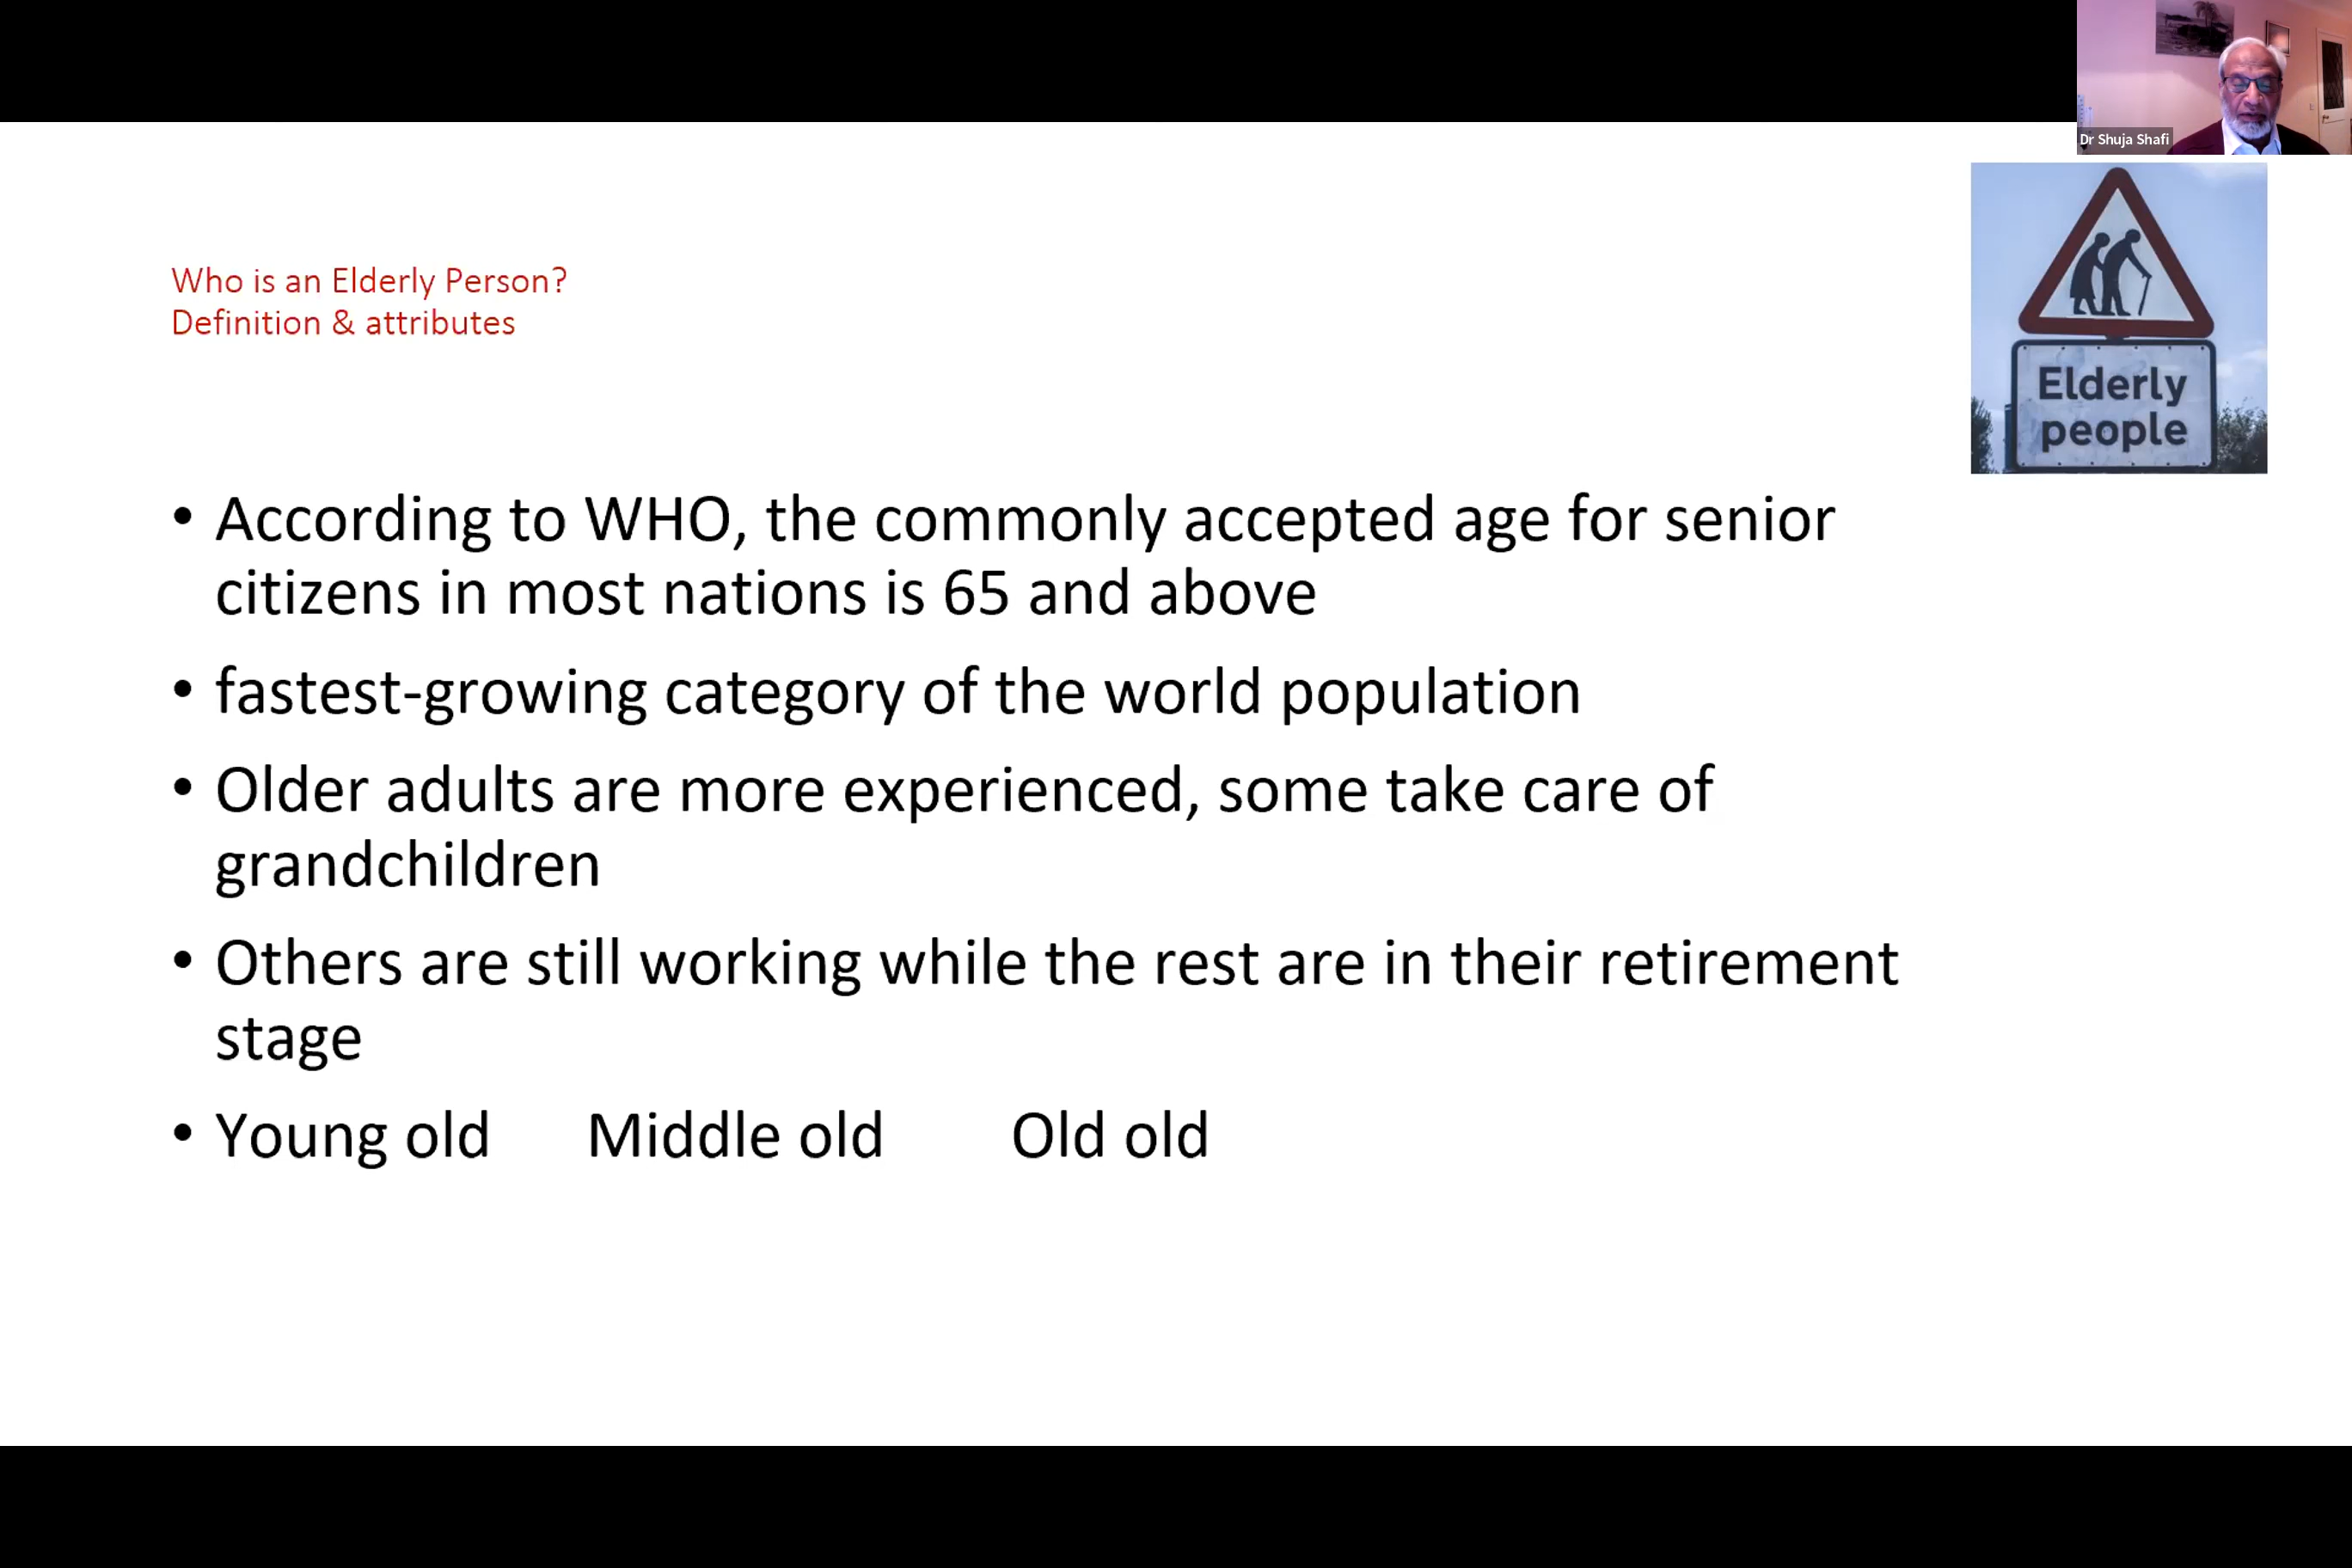 Dr Shuja Shafi
Elderly
people
Who is an Elderly Person?
Definition & attributes
• According to WHO, the commonly accepted age for senior
citizens in most nations is 65 and above
• fastest-growing category of the world population
• Older adults are more experienced, some take care of
grandchildren
• Others are still working while the rest are in their retirement
stage
• Young old Middle old Old old